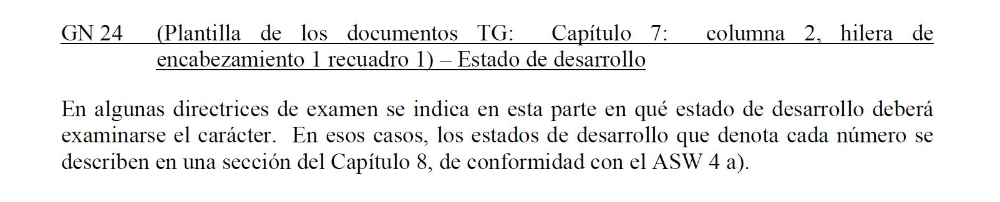 GN 24 (Plantilla de los documentos TG: Capítulo 7: columna 2, hilera de
encabezamiento 1 recuadro 1) – Estado de desarrollo
En algunas directrices de examen se indica en esta parte en qué estado de desarrollo deberá
examinarse el carácter. En esos casos, los estados de desarrollo que denota cada número se
describen en una sección del Capítulo 8, de conformidad con el ASW 4 a).